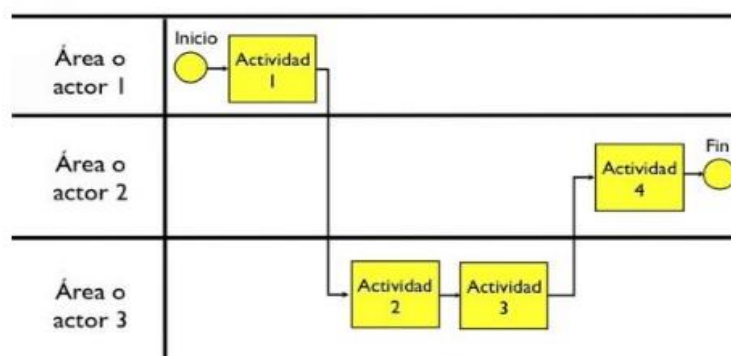 Área o
actor 1
Inicio
Actividad
1
Área o
actor 2
Actividad
4
Fin
Área o
actor 3
Actividad
2
Actividad
3